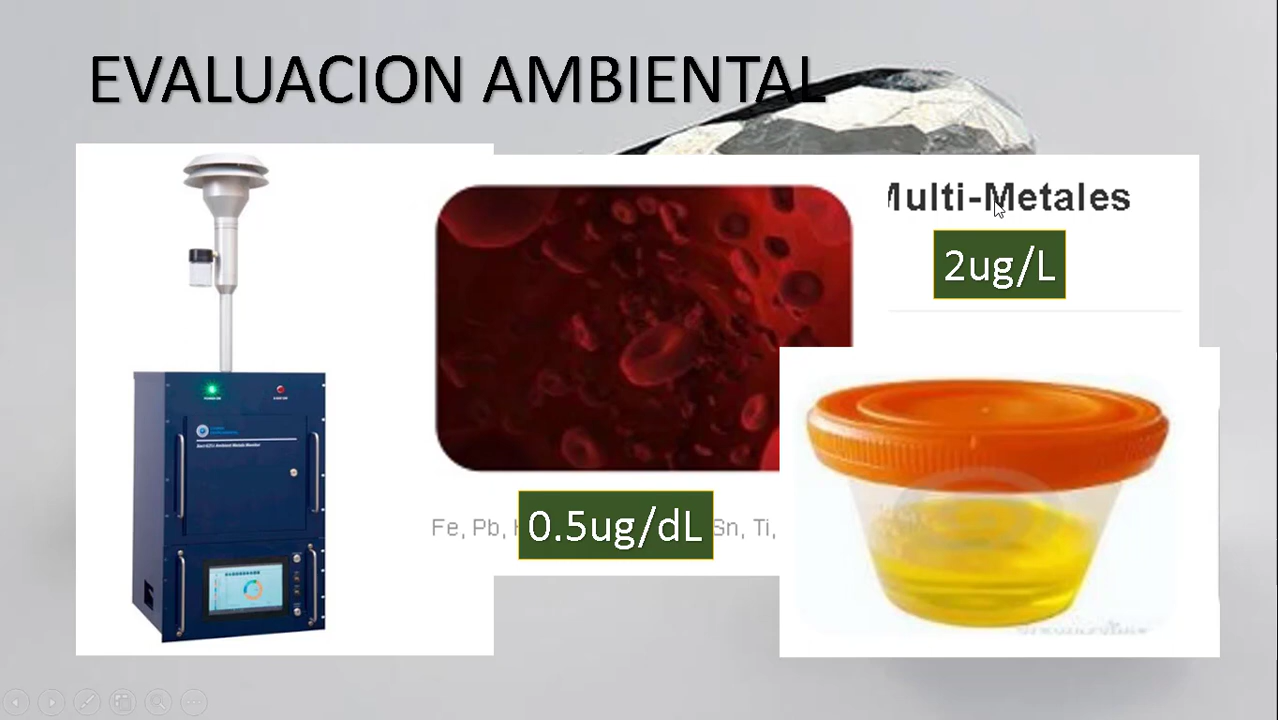 EVALUACION AMBIENTAL
Multi-Metales
2ug/L
Fe, Pb,
0.5ug/dL
Sn, Ti,